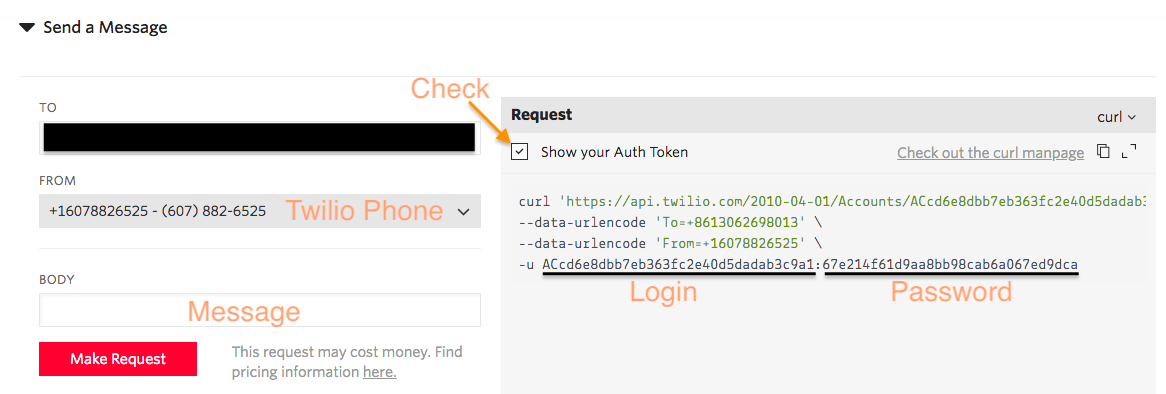 Send a Message
Check
TO
FROM
+16078826525 - (607) 882-6525 Twilio Phone
BODY
Message
Make Request
This request may cost money. Find
pricing information here.
Request
curl
Show your Auth Token
Check out the curl manpage
curl 'https://api.twilio.com/2010-04-01/Accounts/ACcd6e8dbb7eb363fc2e40d5dadab3
--data-urlencode 'To=+8613062698013' \
--data-urlencode 'From=+16078826525' \
-u ACcd6e8dbb7eb363fc2e40d5dadab3c9a1:67e214f61d9aa8bb98cab6a067ed9dca
Login
Password